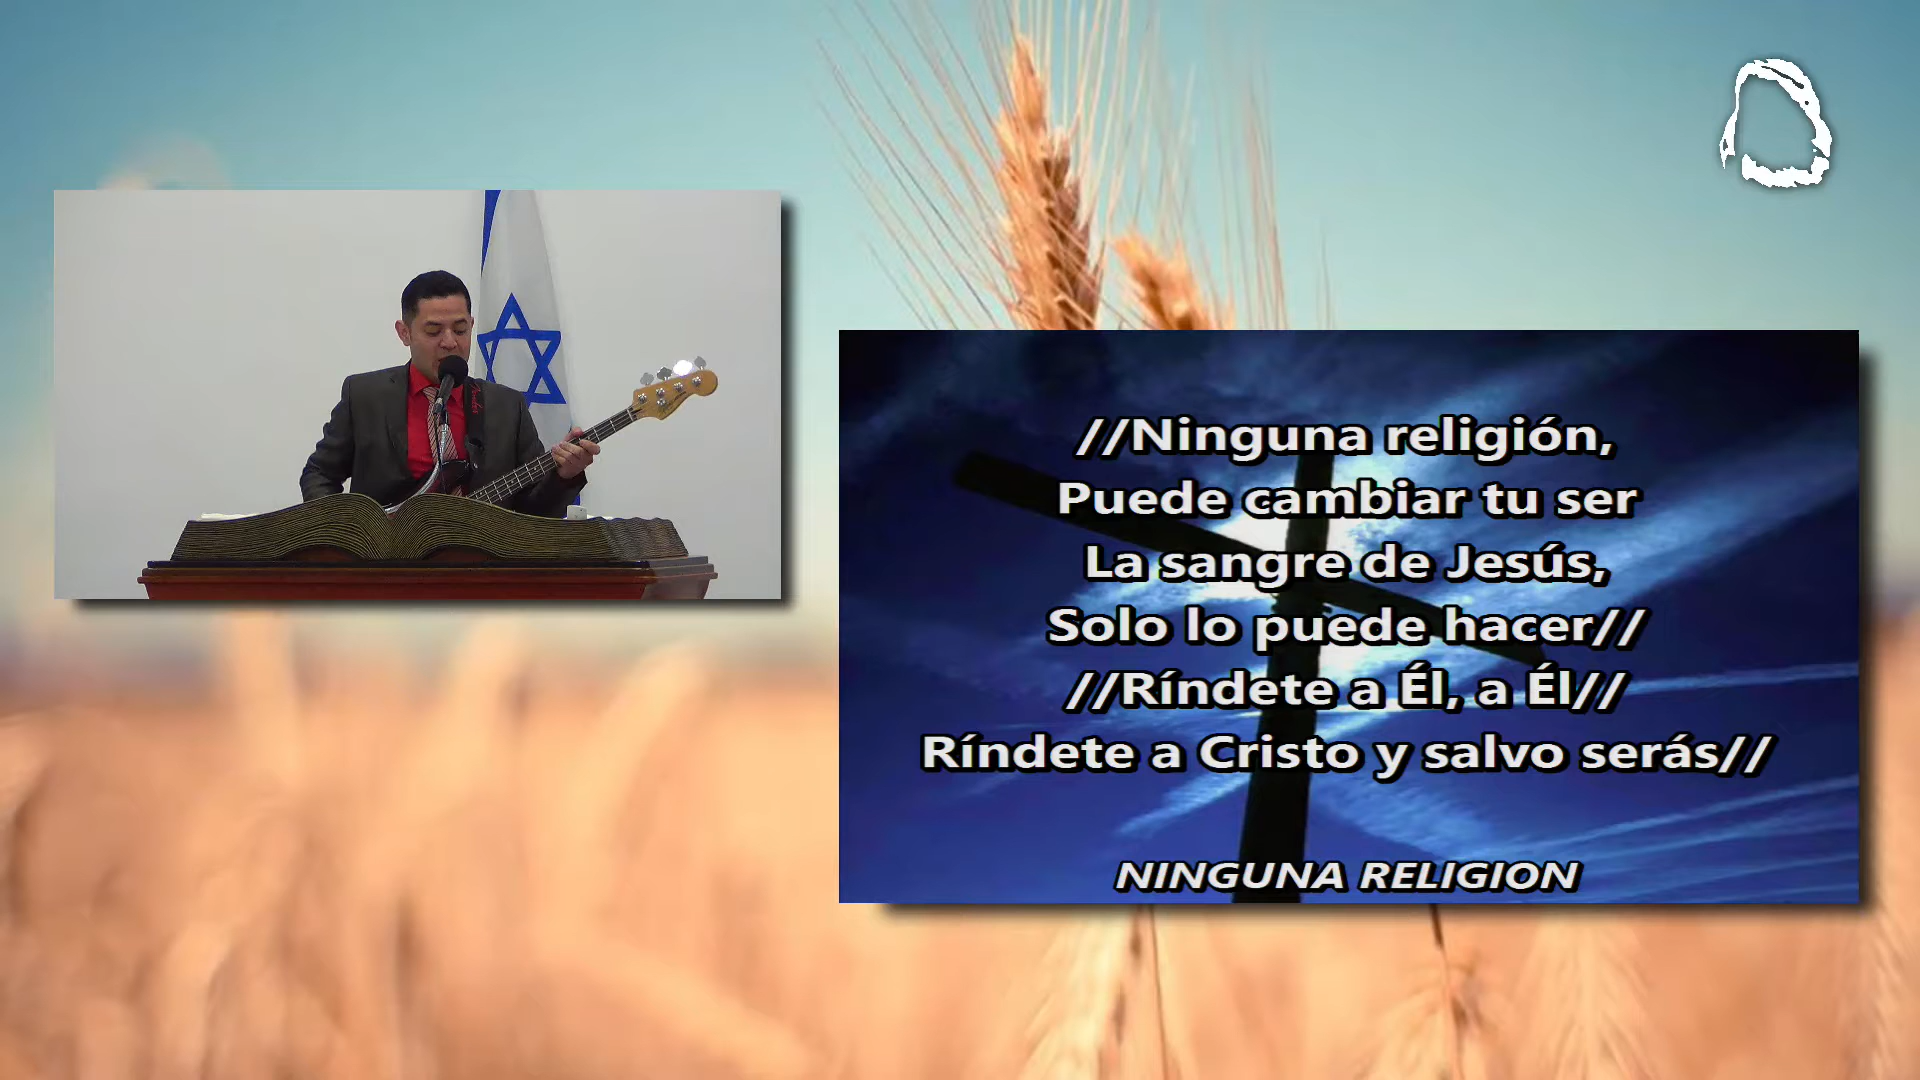 //Ninguna religión,
Puede cambiar tu ser
La sangre de Jesús,
Solo lo puede hacer//
//Ríndete a Él, a Él//
Ríndete a Cristo y salvo serás//
NINGUNA RELIGION